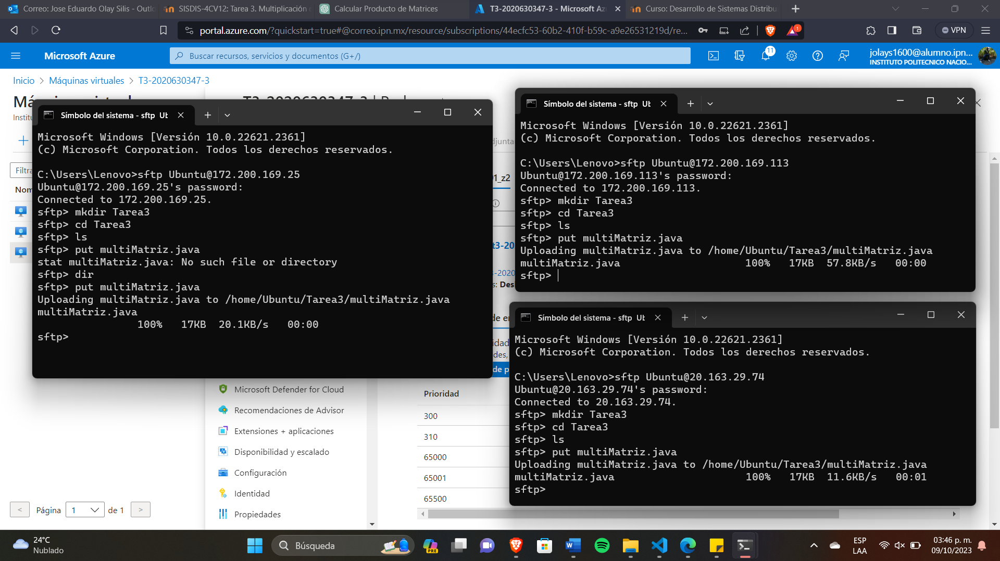 Correo: Jose Eduardo Olay Silis - Outlo
SISDIS-4CV12: Tarea 3. Multiplicación
Calcular Producto de Matrices
T3-2020630347-3 - Microsoft Az
Curso: Desarrollo de Sistemas Distribu
portal.azure.com/?quickstart=true#@correo.ipn.mx/resource/subscriptions/44ecfc53-60b2-410f-b59c-a9e26531219d/re...
1
VPN
Microsoft Azure
Buscar recursos, servicios y documentos (G+/)
11
jolays1600@alumno.ipn...
INSTITUTO POLITECNICO NACIO...
Inicio > Máquinas virtuales > T3-2020630347-3
Institu
Filtra
Nom
Símbolo del sistema - sftp Ub
Microsoft Windows [Versión 10.0.22621.2361]
(c) Microsoft Corporation. Todos los derechos reservados.
C:\Users\Lenovo>sftp Ubuntu@172.200.169.25
Ubuntu@172.200.169.25's password:
Connected to 172.200.169.25.
sftp> mkdir Tarea3
sftp> cd Tarea3
sftp> ls
sftp> put multiMatriz.java
stat multiMatriz.java: No such file or directory
sftp> dir
sftp> put multiMatriz.java
Uploading multiMatriz.java to /home/Ubuntu/Tarea3/multiMatriz.java
multiMatriz.java
100% 17KB 20.1KB/s 00:00
sftp>
djunta
1_z2
t3-20
-2020
s: Des
de en
idad
des,
de p
Símbolo del sistema - sftp Ub
Microsoft Windows [Versión 10.0.22621.2361]
(c) Microsoft Corporation. Todos los derechos reservados.
C:\Users\Lenovo>sftp Ubuntu@172.200.169.113
Ubuntu@172.200.169.113's password:
Connected to 172.200.169.113.
sftp> mkdir Tarea3
sftp> cd Tarea3
sftp> ls
sftp> put multiMatriz.java
Uploading multiMatriz.java to /home/Ubuntu/Tarea3/multiMatriz.java
multiMatriz.java 100% 17KB 57.8KB/s 00:00
sftp>
Símbolo del sistema - sftp Ub
Microsoft Windows [Versión 10.0.22621.2361]
(c) Microsoft Corporation. Todos los derechos reservados.
C:\Users\Lenovo>sftp Ubuntu@20.163.29.74
Ubuntu@20.163.29.74's password:
Connected to 20.163.29.74.
sftp> mkdir Tarea3
sftp> cd Tarea3
sftp> ls
sftp> put multiMatriz.java
Uploading multiMatriz.java to /home/Ubuntu/Tarea3/multiMatriz.java
multiMatriz.java 100% 17KB 11.6KB/s 00:01
sftp>
Microsoft Defender for Cloud
Recomendaciones de Advisor
Extensiones + aplicaciones
Disponibilidad y escalado
Configuración
Identidad
Propiedades
Prioridad
300
310
65000
65001
65500
< Página 1 de 1 >
24°C
Nublado
Búsqueda
PRE
ESP
LAA
03:46 p. m.
09/10/2023